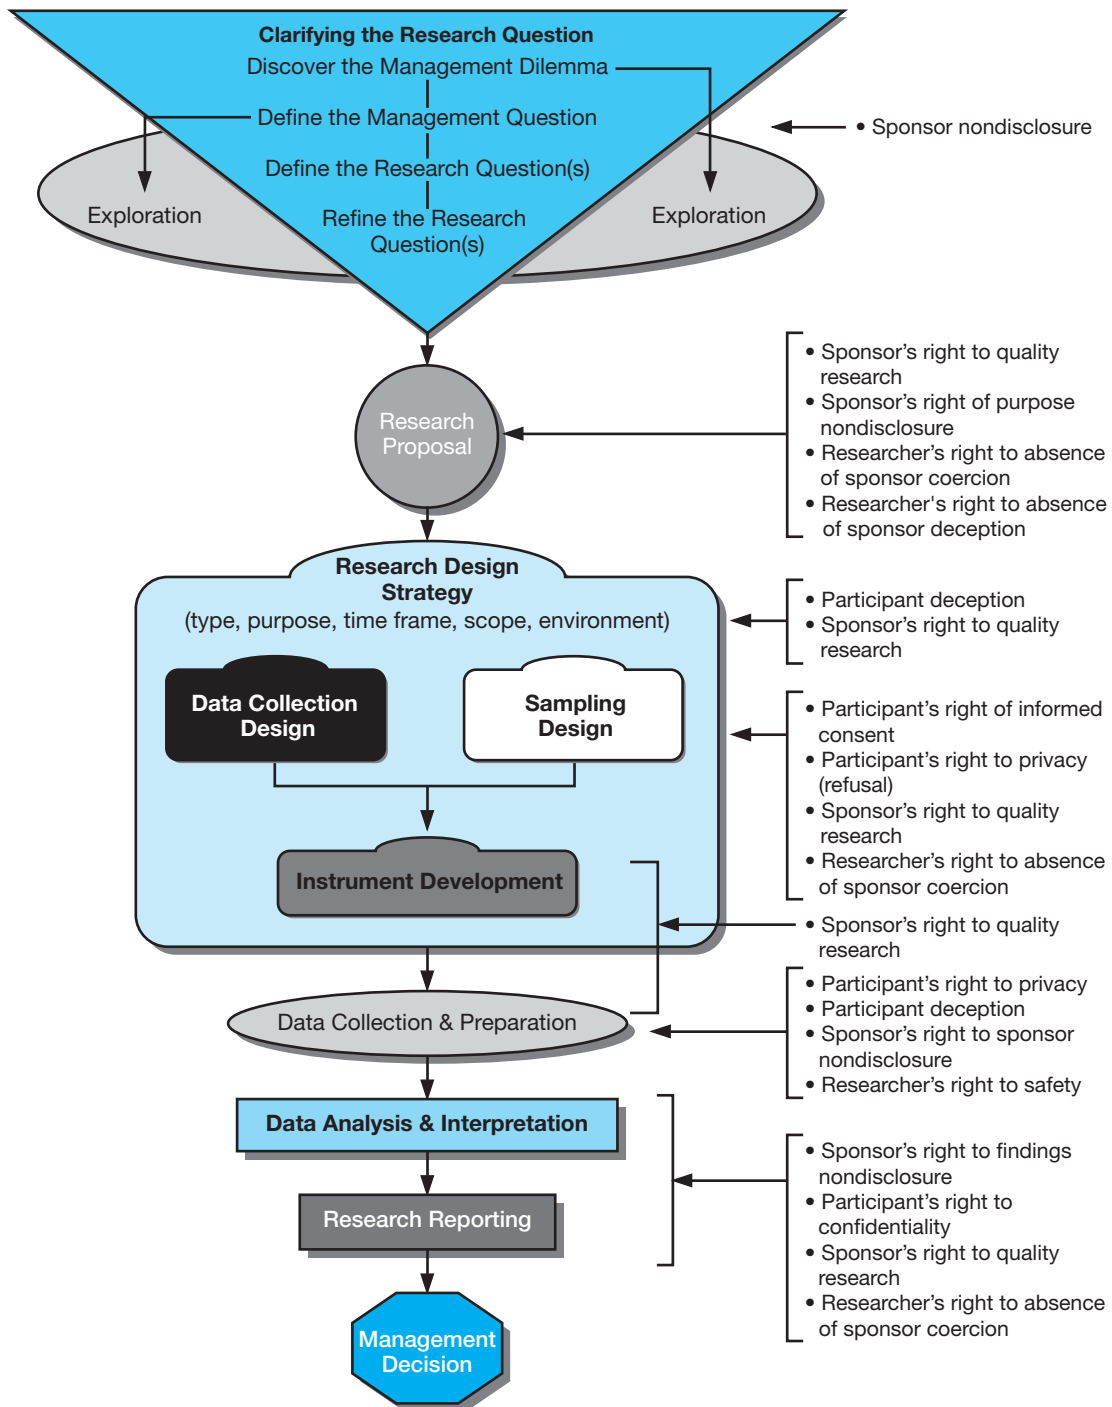 Clarifying the Research Question
Discover the Management Dilemma
Define the Management Question
• Sponsor nondisclosure
Define the Research Question(s)
Exploration
Refine the Research
Question(s)
Exploration
• Sponsor’s right to quality
research
• Sponsor’s right of purpose
nondisclosure
• Researcher’s right to absence
of sponsor coercion
• Researcher's right to absence
of sponsor deception
Research
Proposal
Research Design
Strategy
(type, purpose, time frame, scope, environment)
• Participant deception
• Sponsor’s right to quality
research
Data Collection
Design
Sampling
Design
• Participant’s right of informed
consent
• Participant’s right to privacy
(refusal)
• Sponsor’s right to quality
research
• Researcher’s right to absence
of sponsor coercion
Instrument Development
• Sponsor’s right to quality
research
Data Collection & Preparation
• Participant’s right to privacy
• Participant deception
• Sponsor’s right to sponsor
nondisclosure
• Researcher’s right to safety
Data Analysis & Interpretation
Research Reporting
• Sponsor’s right to findings
nondisclosure
• Participant’s right to
confidentiality
• Sponsor’s right to quality
research
• Researcher’s right to absence
of sponsor coercion
Management
Decision